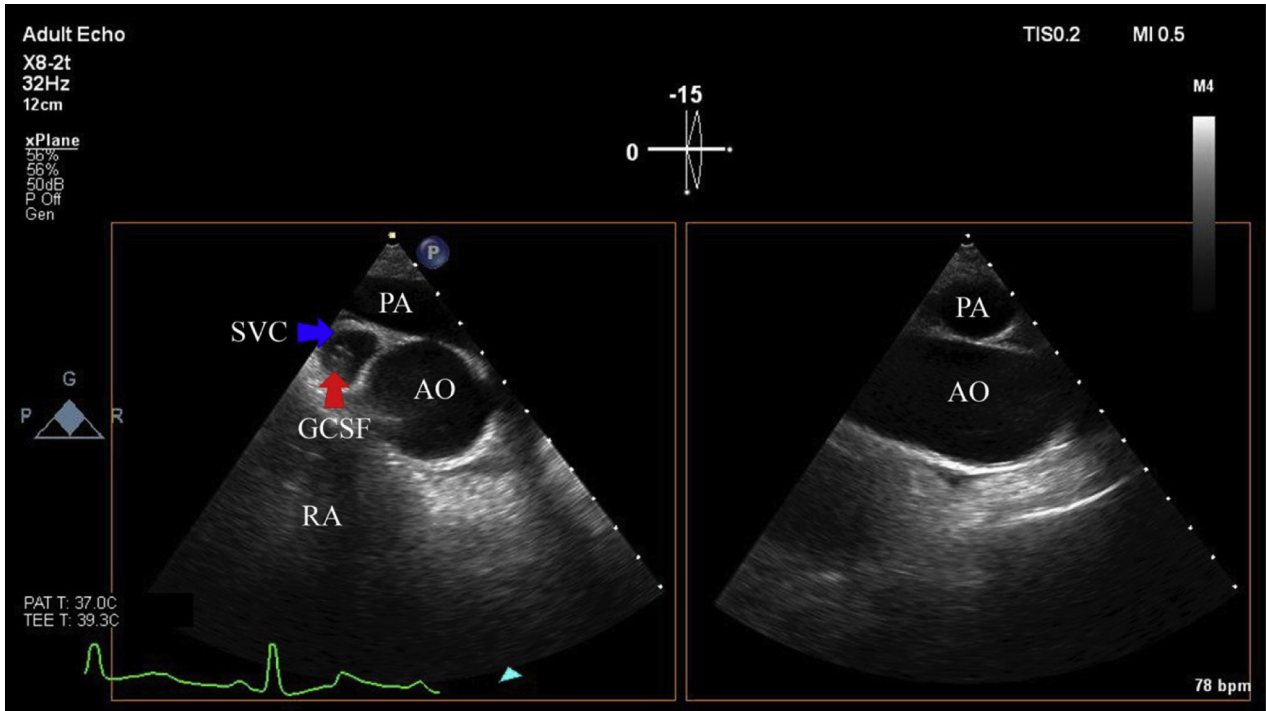 Adult Echo
TIS0.2 MI 0.5
X8-2t
32Hz
12cm
M4
-15
xPlane
56%
56%
50dB
P Off
Gen
0
P
PA
PA
SVC
AO
AO
G
P R
GCSF
RA
PAT T: 37.0C
TEE T: 39.3C
78 bpm